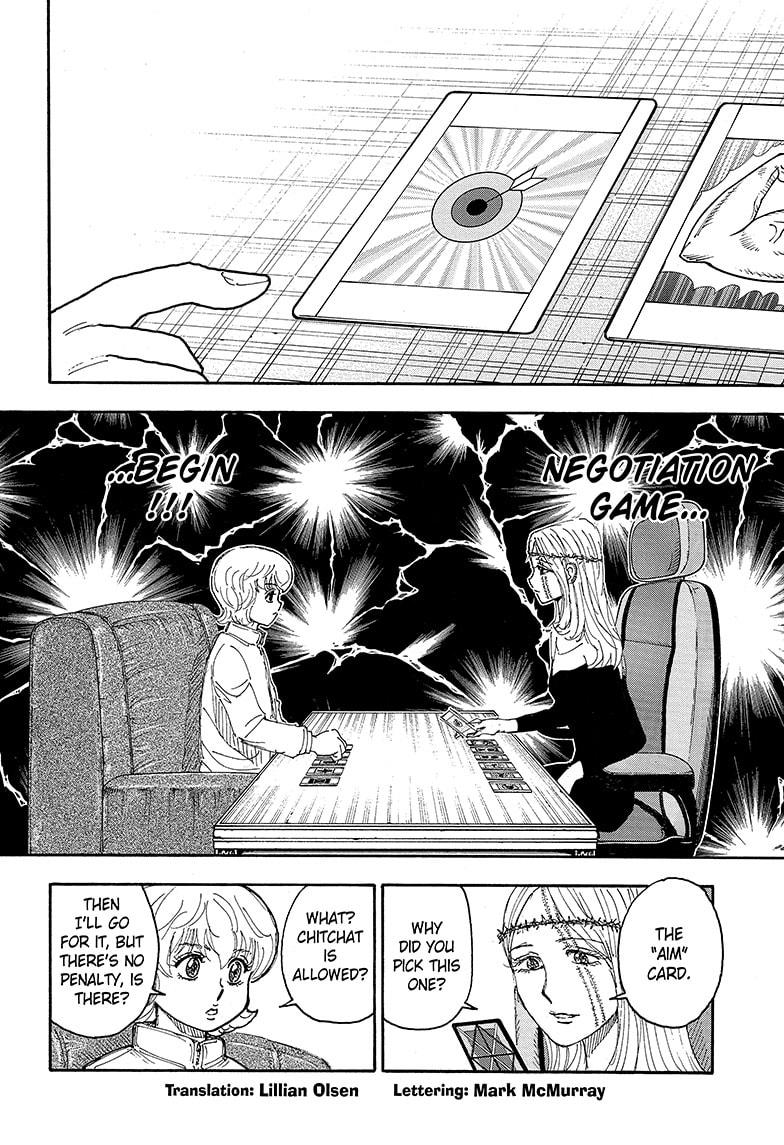 NEGOTIATION
GAME...
...BEGIN
!!!
THE
"AIM"
CARD.
WHY
DID YOU
PICK THIS
ONE?
WHAT?
CHITCHAT
IS
ALLOWED?
THEN
I'LL GO
FOR IT, BUT
THERE'S NO
PENALTY, IS
THERE?
Translation: Lillian Olsen Lettering: Mark McMurray